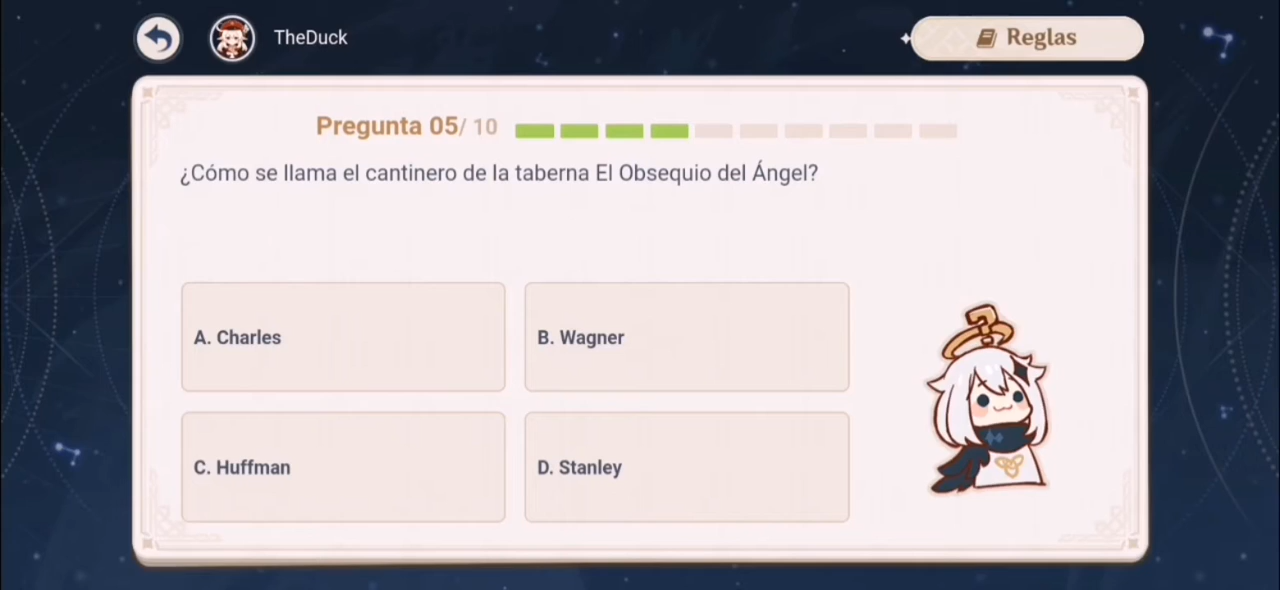 TheDuck
Reglas
Pregunta 05/ 10
¿Cómo se llama el cantinero de la taberna El Obsequio del Ángel?
A. Charles
B. Wagner
C. Huffman
D. Stanley